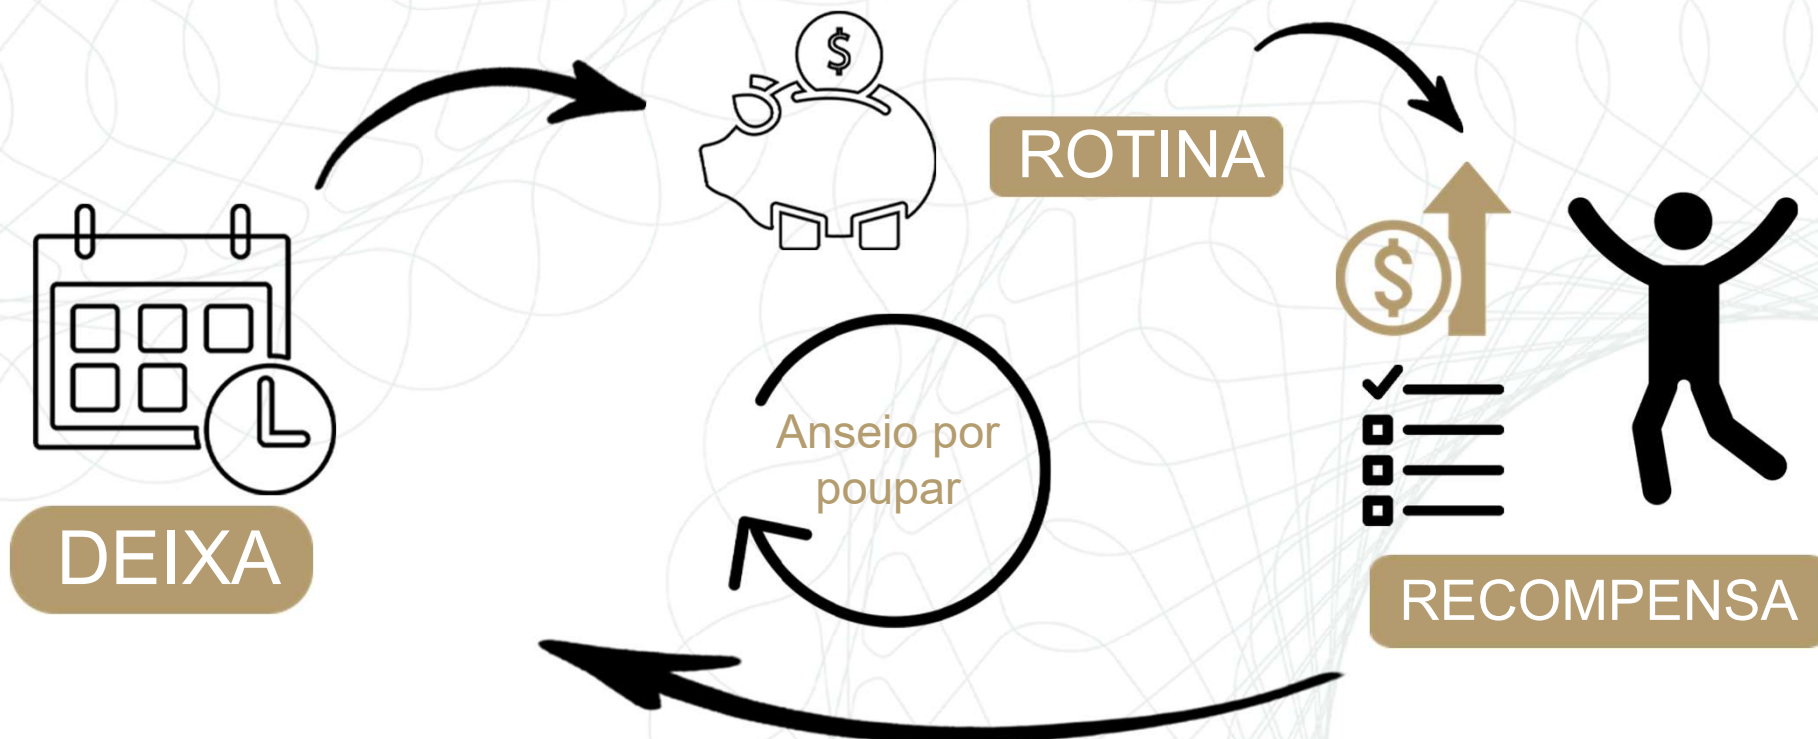 $
ROTINA
$
DEIXA
Anseio por
poupar
RECOMPENSA